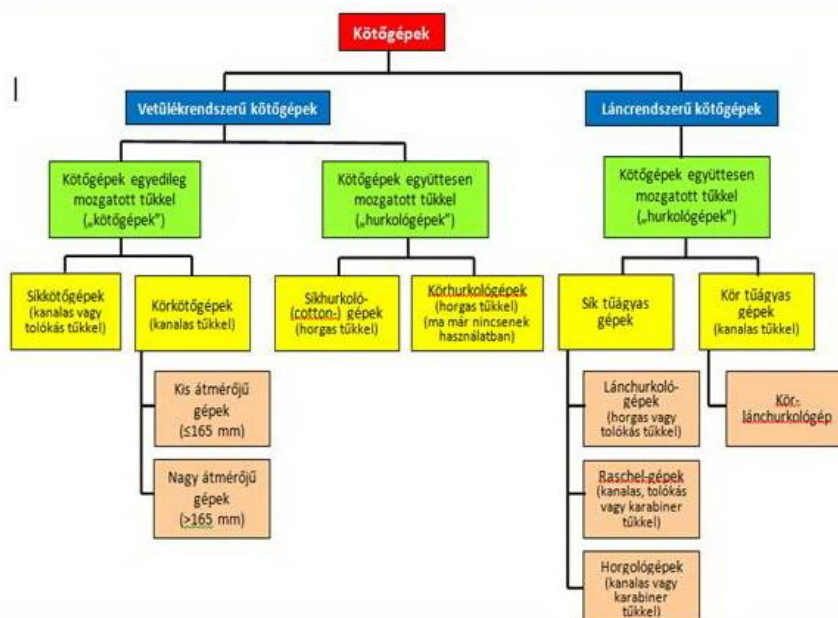 Kötőgépek
Vetülékrendszerű kötőgépek
Láncrendszerű kötőgépek
Kötőgépek egyedileg
mozgatott tűkkel
(„kötőgépek”)
Kötőgépek együttesen
mozgatott tűkkel
(„hurkológépek”)
Kötőgépek együttesen
mozgatott tűkkel
(„hurkológépek”)
Síkkötőgépek
(kanalas vagy
tolókás tűkkel)
Körkötőgépek
(kanalas tűkkel)
Síkhurkoló-
(cotton-) gépek
(horgas tűkkel)
Körhurkológépek
(horgas tűkkel)
(ma már nincsenek
használatban)
Sík tűágyas
gépek
Kör tűágyas
gépek
(kanalas tűkkel)
Kis átmérőjű
gépek
(≤165 mm)
Nagy átmérőjű
gépek
(>165 mm)
Lánchurkoló-
gépek
(horgas vagy
tolókás tűkkel)
Raschel-gépek
(kanalas, tolókás
vagy karabiner
tűkkel)
Horgológépek
(kanalas vagy
karabiner
tűkkel)
Kör-
lánchurkológép